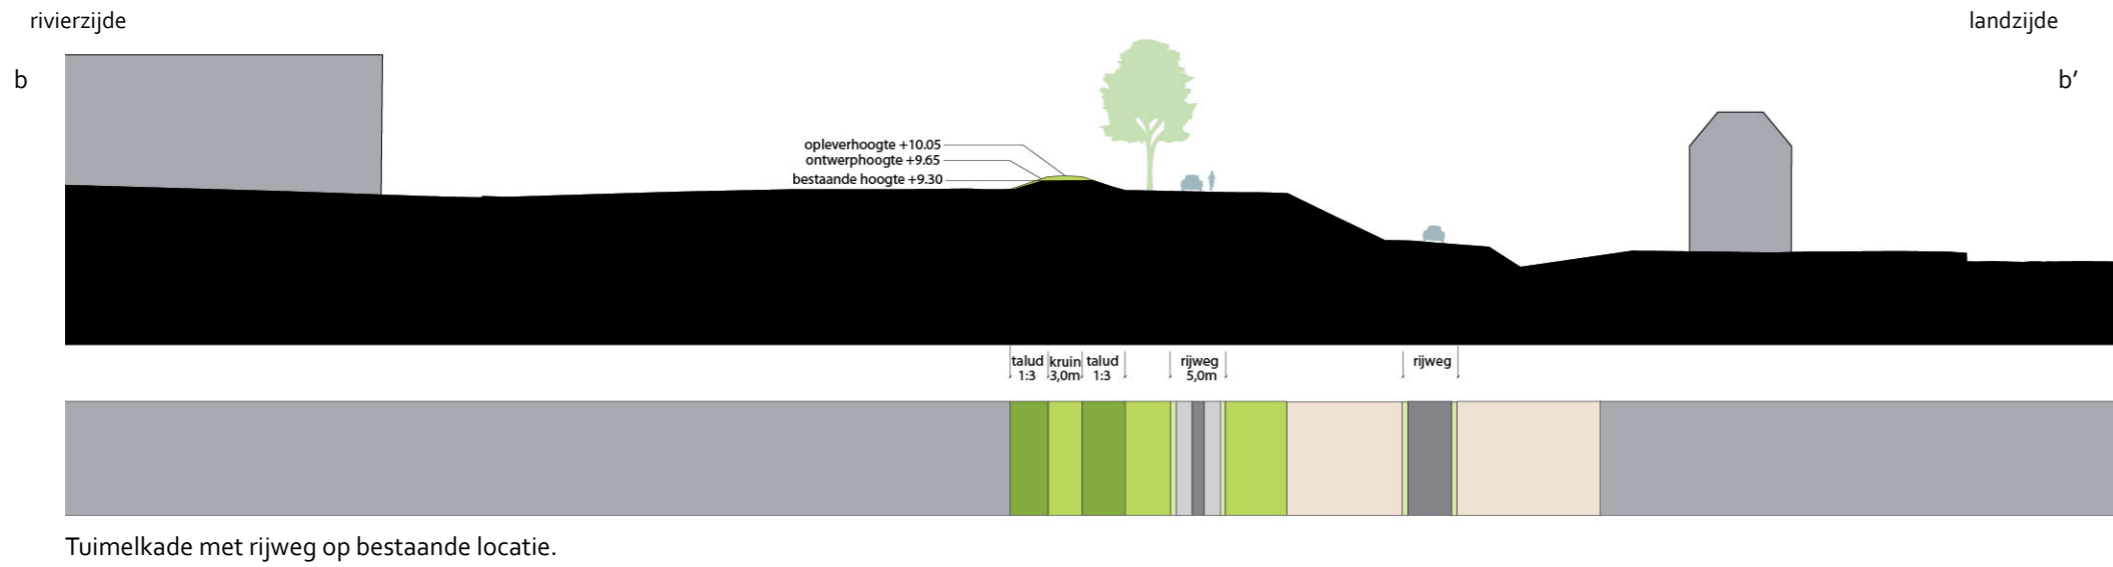 rivierzijde
landzijde
b
b’
opleverhoogte +10.05
ontwerphoogte +9.65
bestaande hoogte +9.30
talud kruin talud rijweg rijweg
1:3 3,0m 1:3 5,0m
Tuimelkade met rijweg op bestaande locatie.